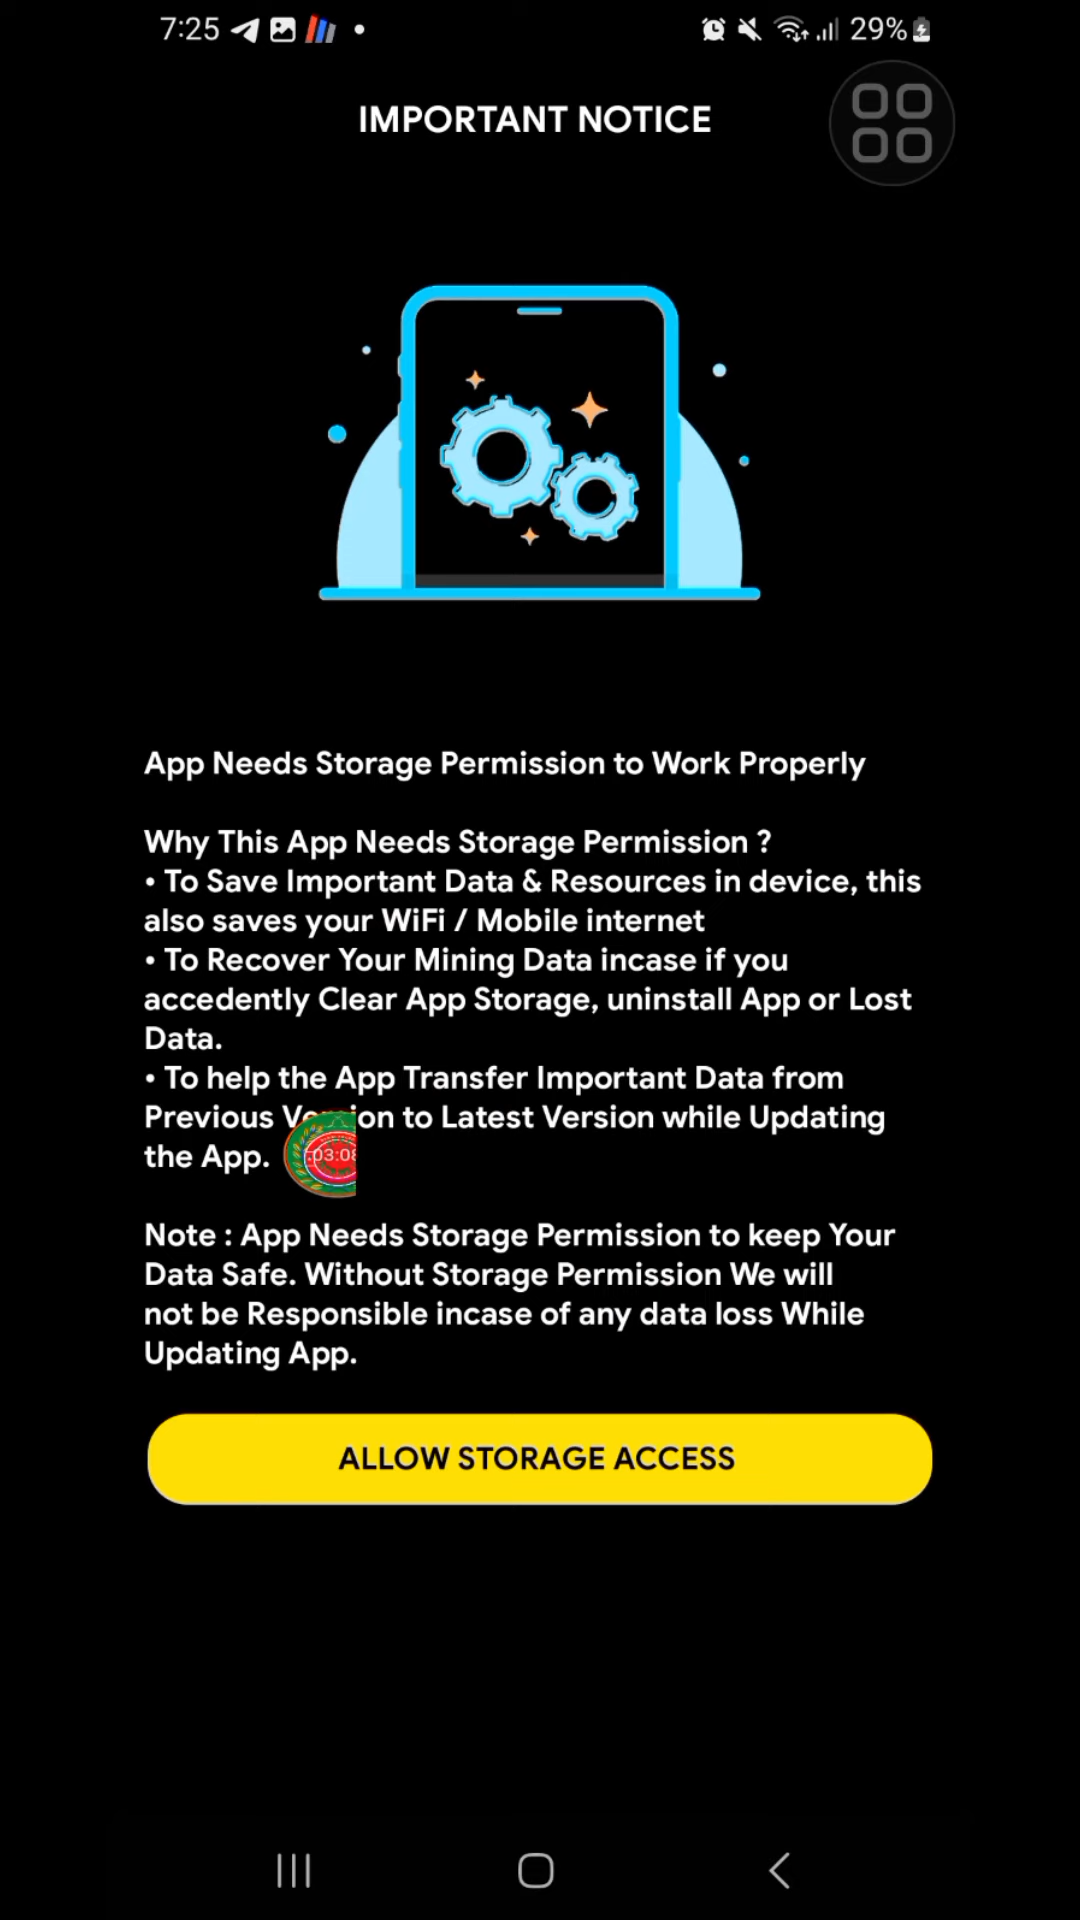 7:25
29%
IMPORTANT NOTICE
App Needs Storage Permission to Work Properly
Why This App Needs Storage Permission ?
• To Save Important Data & Resources in device, this
also saves your WiFi / Mobile internet
• To Recover Your Mining Data incase if you
accedently Clear App Storage, uninstall App or Lost
Data.
• To help the App Transfer Important Data from
Previous on to Latest Version while Updating
the App.
03:08
Note : App Needs Storage Permission to keep Your
Data Safe. Without Storage Permission We will
not be Responsible incase of any data loss While
Updating App.
ALLOW STORAGE ACCESS